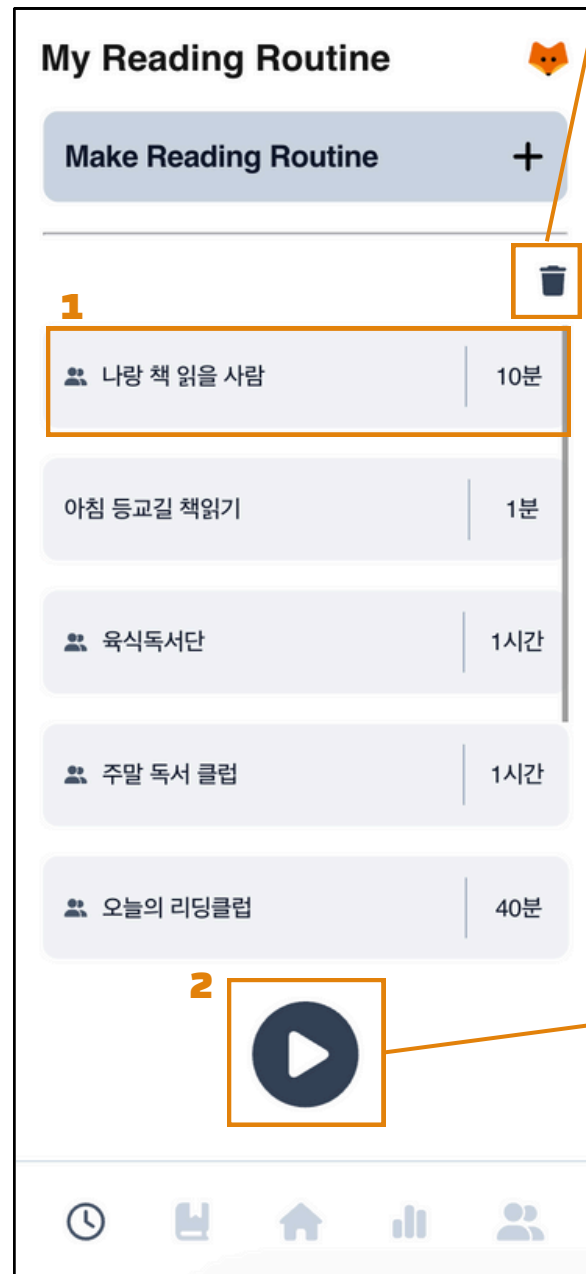 My Reading Routine
Make Reading Routine +
1
나랑 책 읽을 사람 10분
아침 등교길 책읽기 1분
육식독서단 1시간
주말 독서 클럽 1시간
오늘의 리딩클럽 40분
2